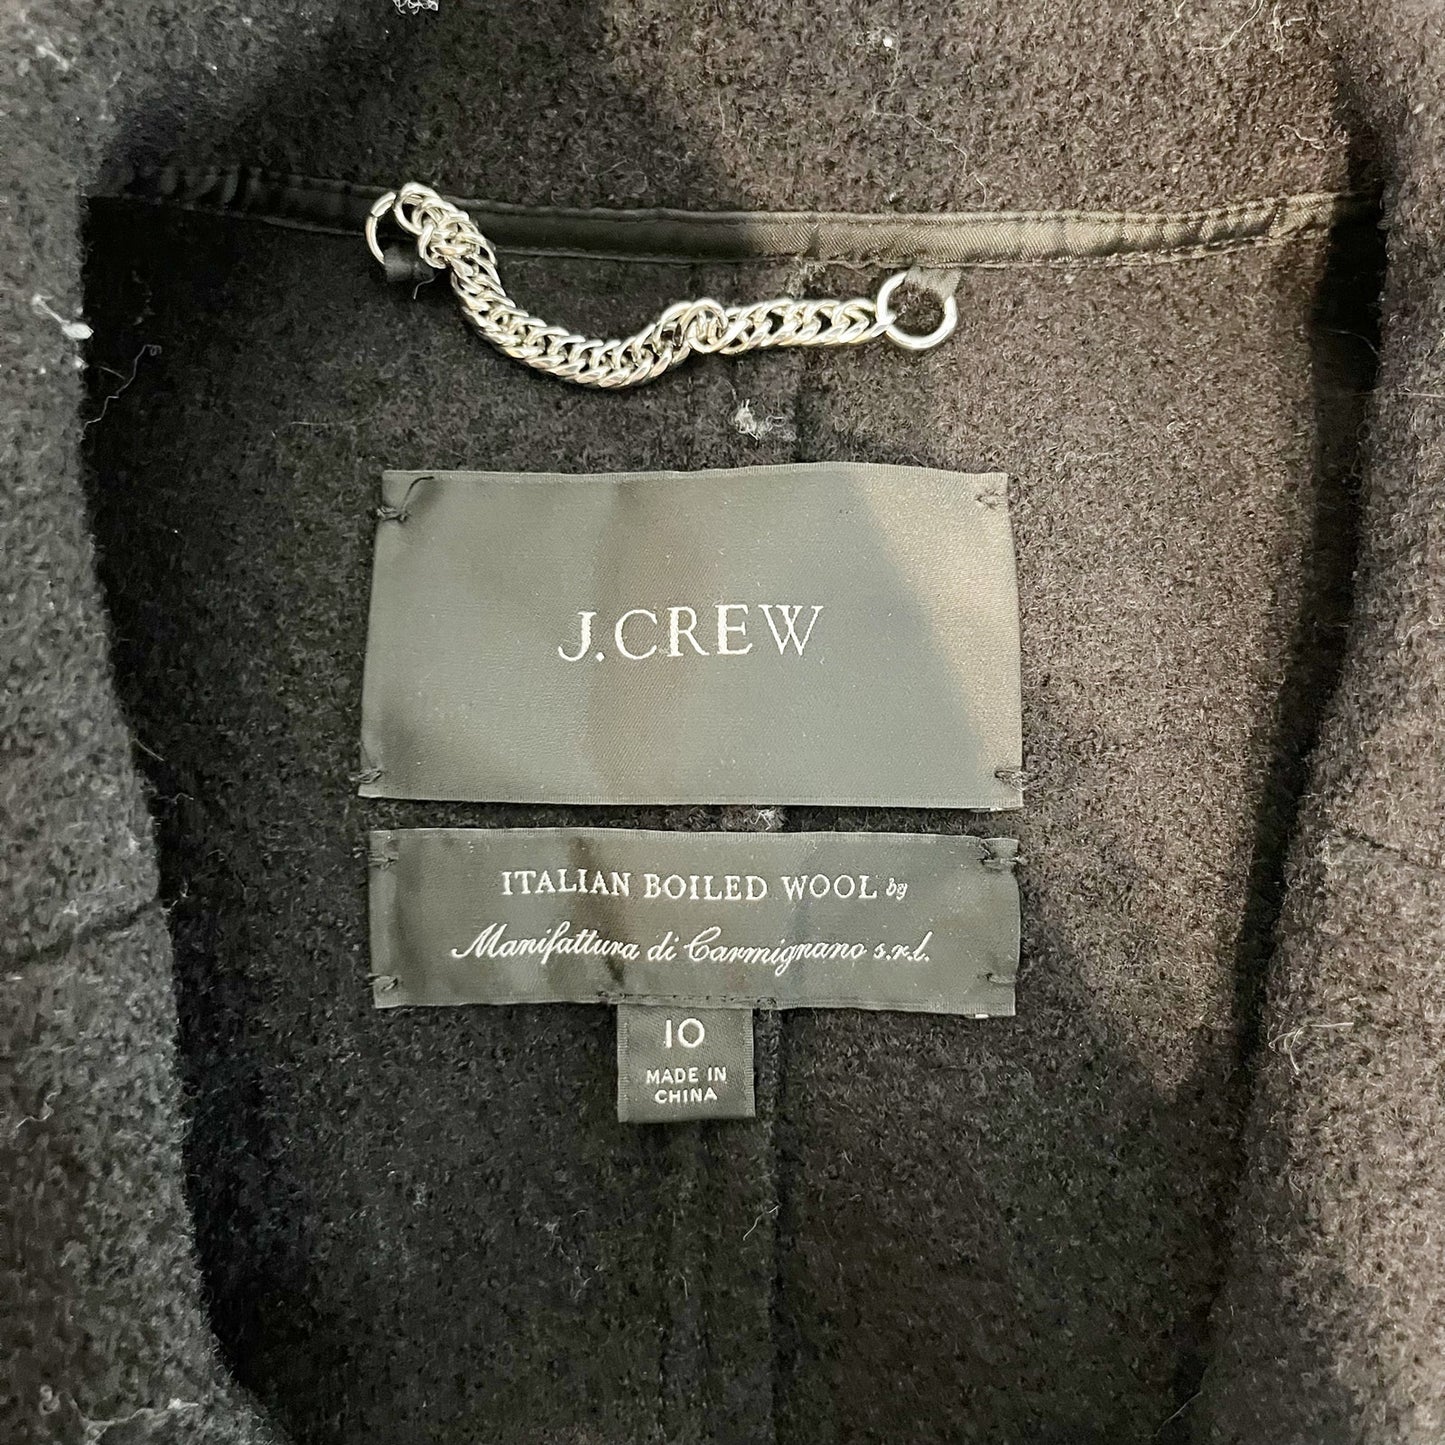 J.CREW
ITALIAN BOILED WOOL by
Manifattura di Carmignano s.r.l.
10
MADE IN
CHINA